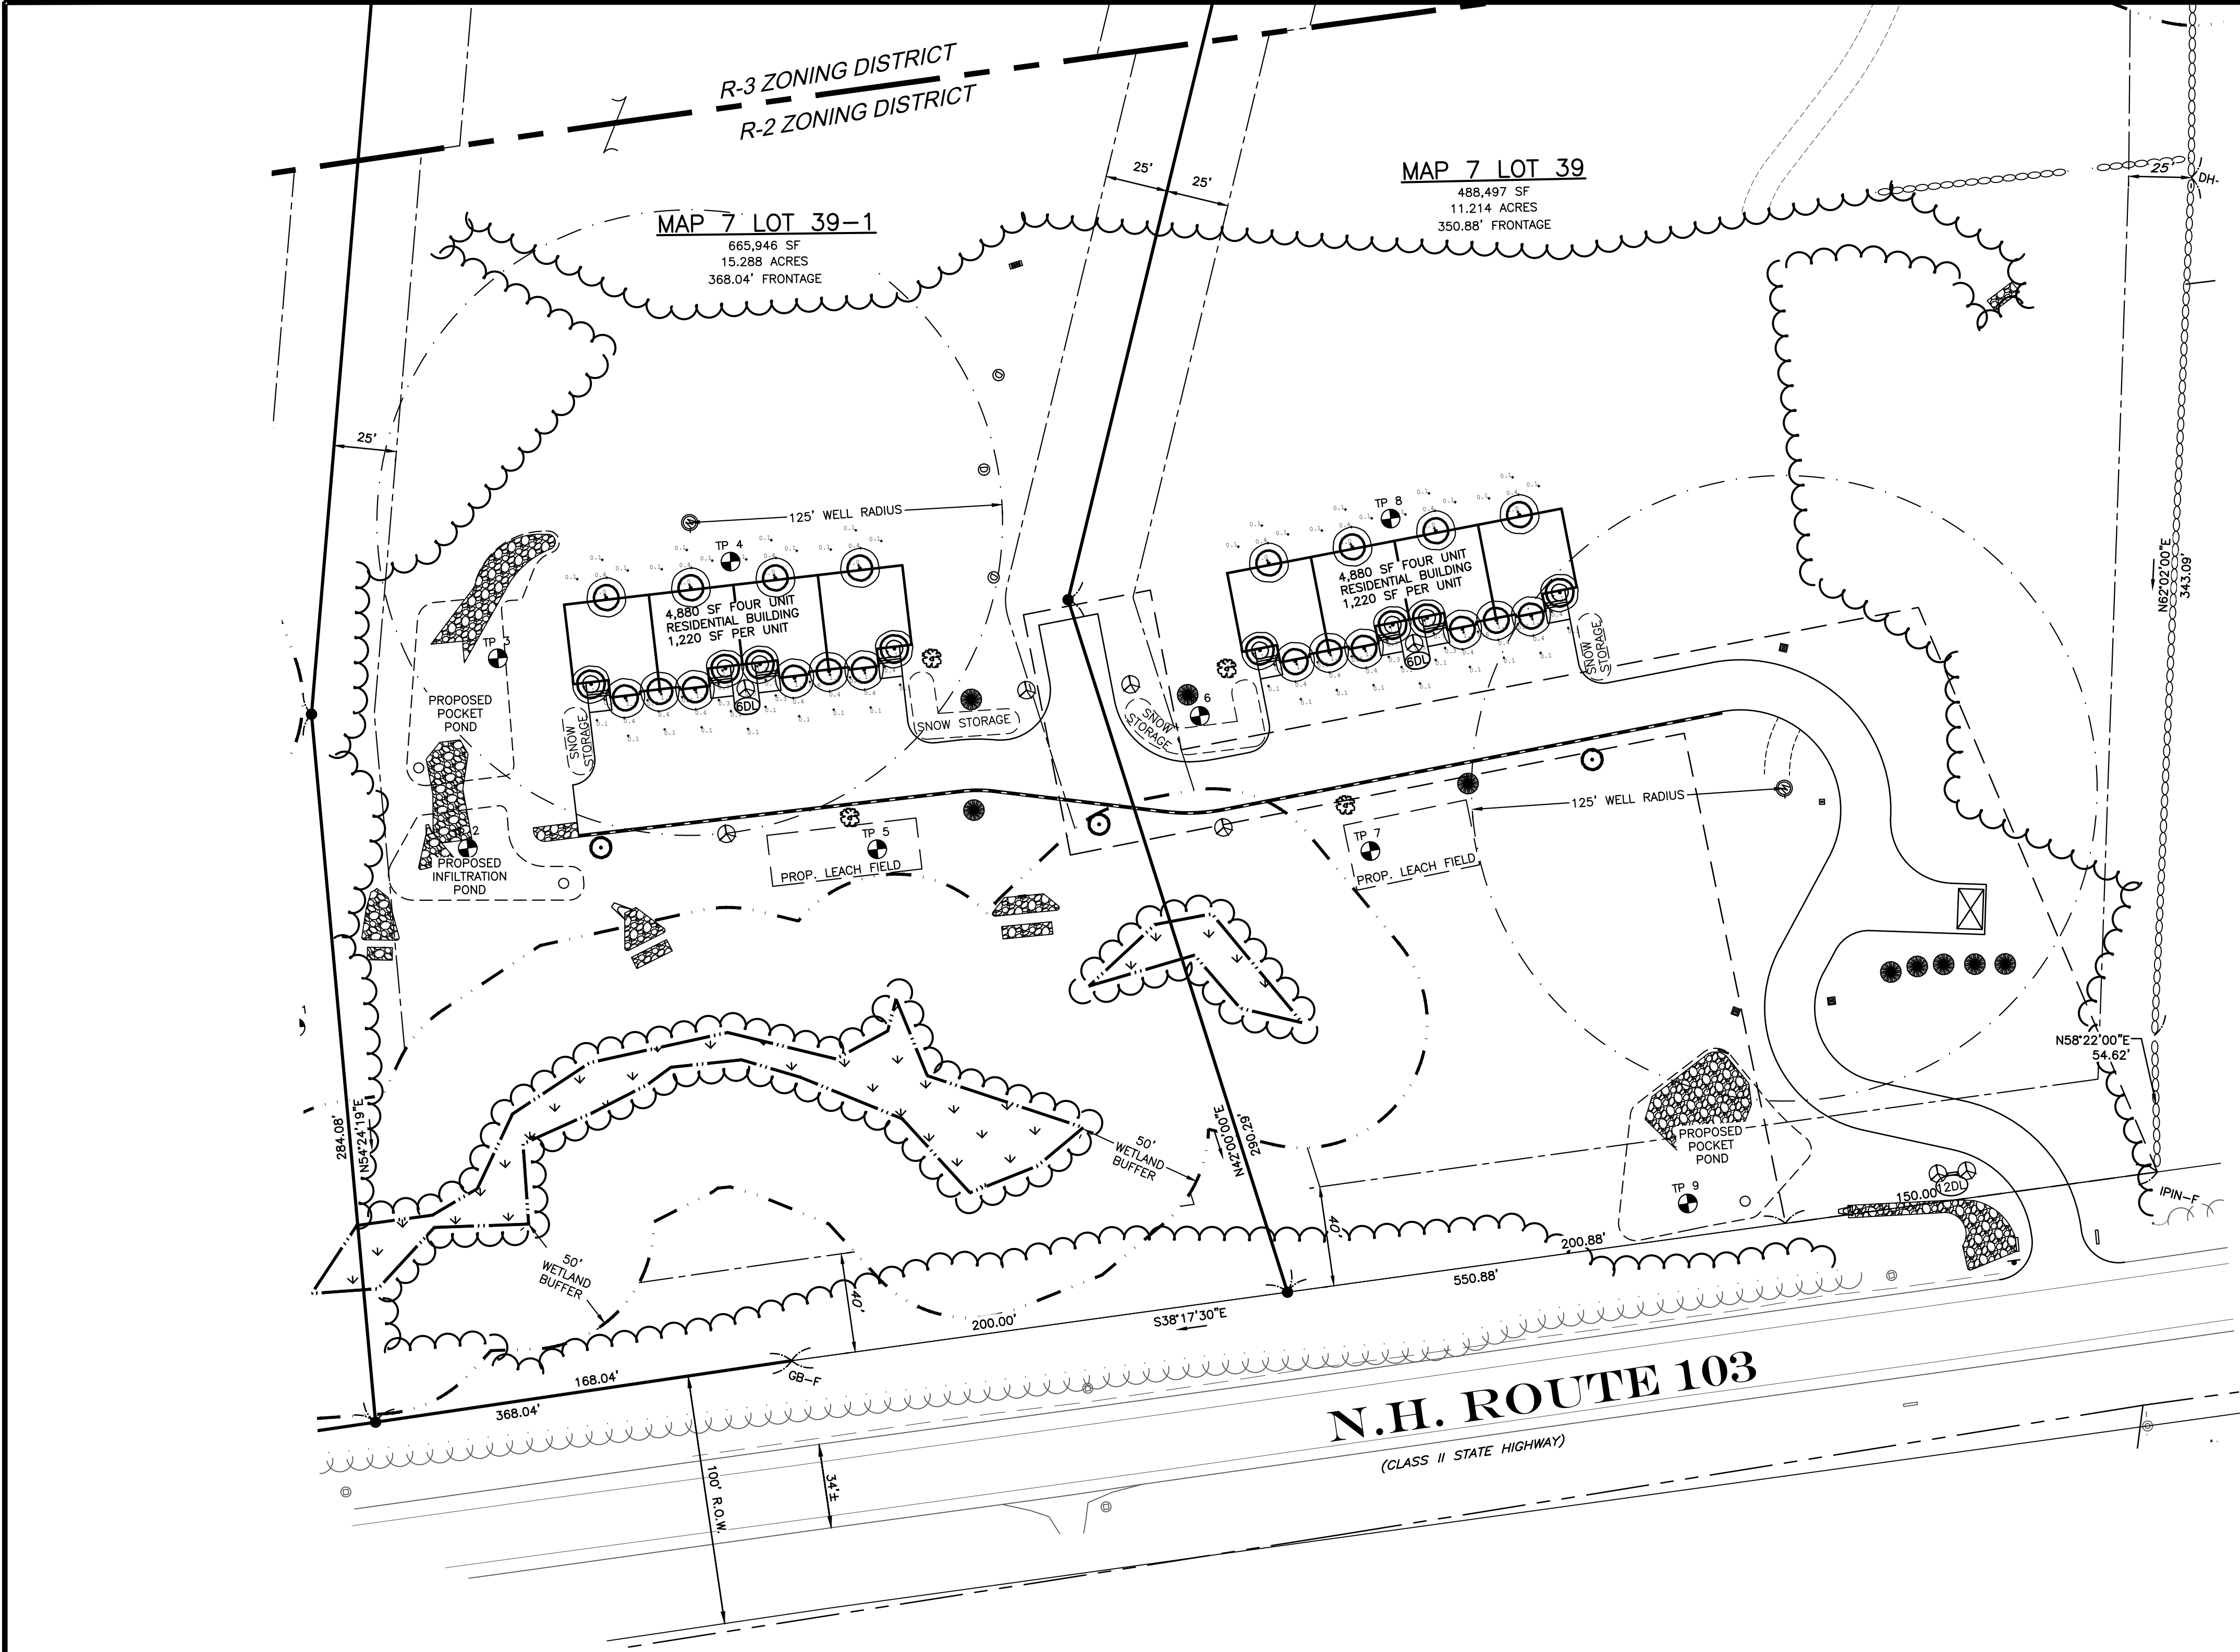 R-3 ZONING DISTRICT
R-2 ZONING DISTRICT
MAP 7 LOT 39-1
665,946 SF
15.288 ACRES
368.04' FRONTAGE
25'
25'
MAP 7 LOT 39
488,497 SF
11.214 ACRES
350.88' FRONTAGE
25'
DH-
25'
125' WELL RADIUS
TP 4
4,880 SF FOUR UNIT
RESIDENTIAL BUILDING
1,220 SF PER UNIT
6DL
TP 8
4,880 SF FOUR UNIT
RESIDENTIAL BUILDING
1,220 SF PER UNIT
6DL
N62°02'00"E
343.09'
TP 3
PROPOSED
POCKET
POND
SNOW
STORAGE
SNOW STORAGE
SNOW
STORAGE
6
SNOW
STORAGE
125' WELL RADIUS
2
PROPOSED
INFILTRATION
POND
TP 5
PROP. LEACH FIELD
TP 7
PROP. LEACH FIELD
1
284.08'
N54°24'19"E
50'
WETLAND
BUFFER
N42°00'00"E
290.29'
N58°22'00"E
54.62'
PROPOSED
POCKET
POND
TP 9
12DL
150.00'
IPIN-F
50'
WETLAND
BUFFER
40'
40'
200.88'
550.88'
200.00'
S38°17'30"E
168.04'
GB-F
368.04'
100' R.O.W.
34'±
N.H. ROUTE 103
(CLASS II STATE HIGHWAY)